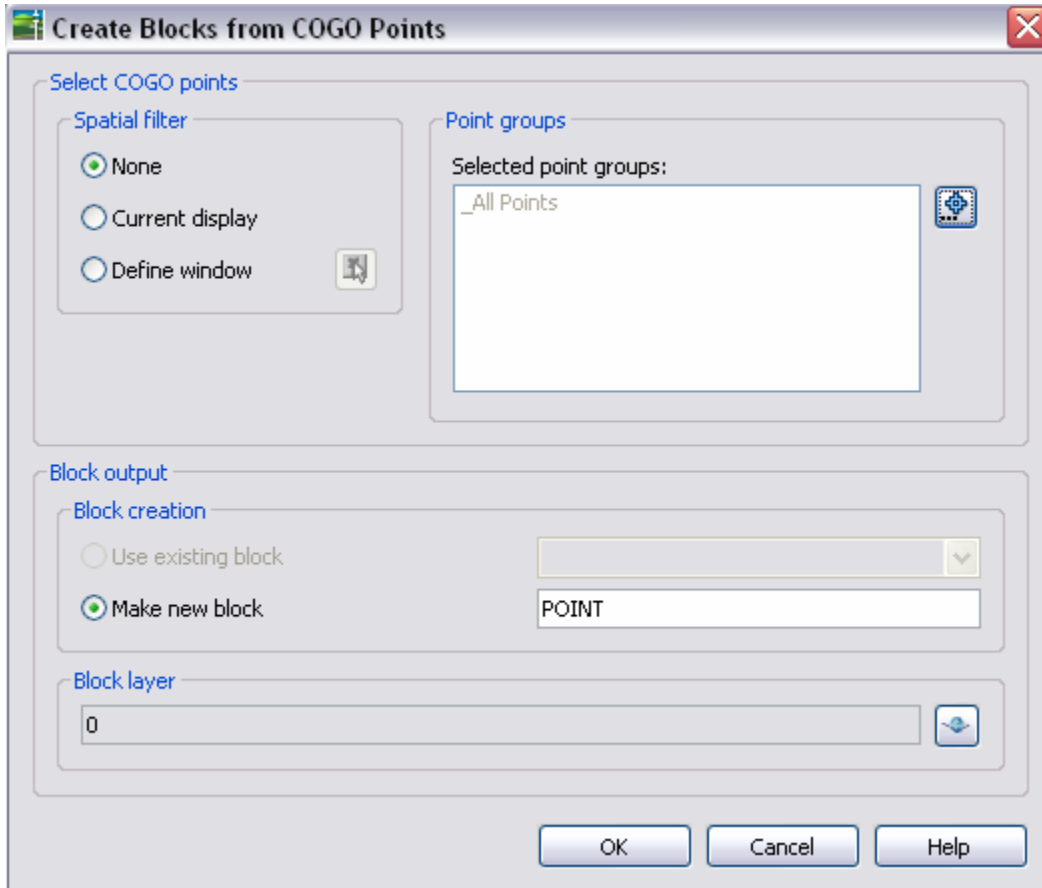 Create Blocks from COGO Points
Select COGO points
Spatial filter
None
Current display
Define window
Point groups
Selected point groups:
_All Points
Block output
Block creation
Use existing block
Make new block
POINT
Block layer
0
OK
Cancel
Help